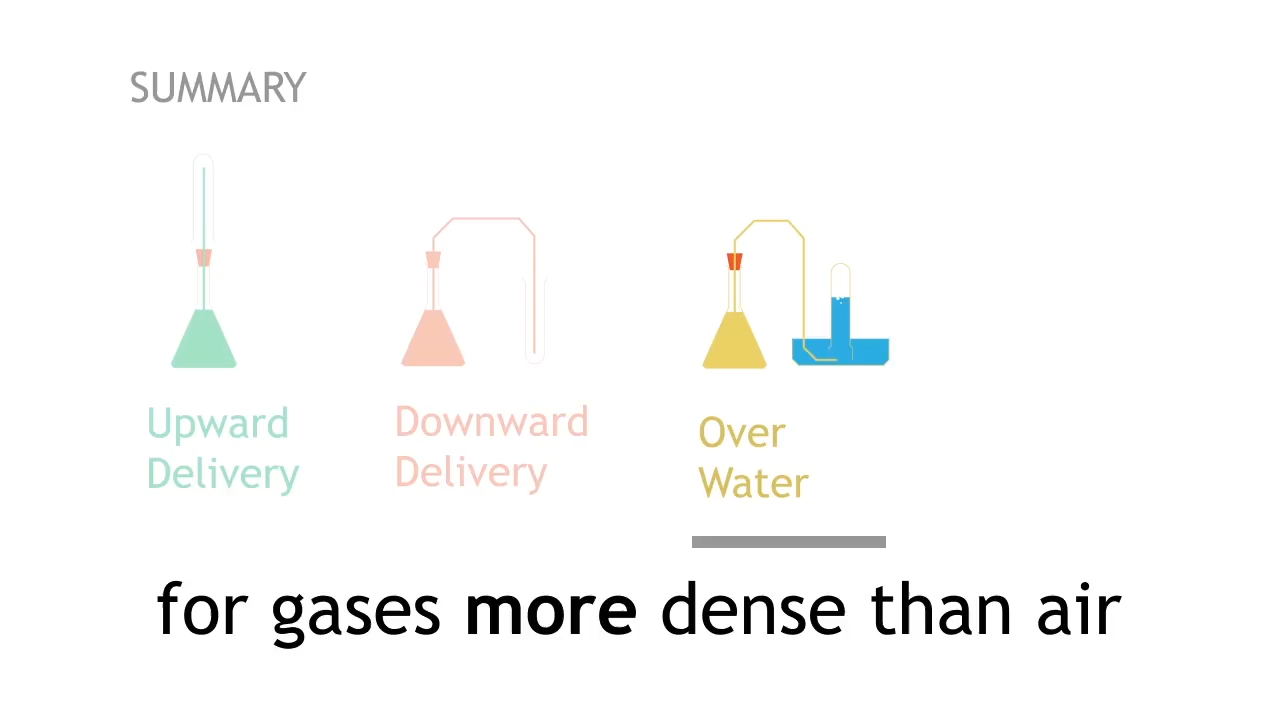 SUMMARY
Upward
Delivery
Downward
Delivery
Over
Water
for gases more dense than air